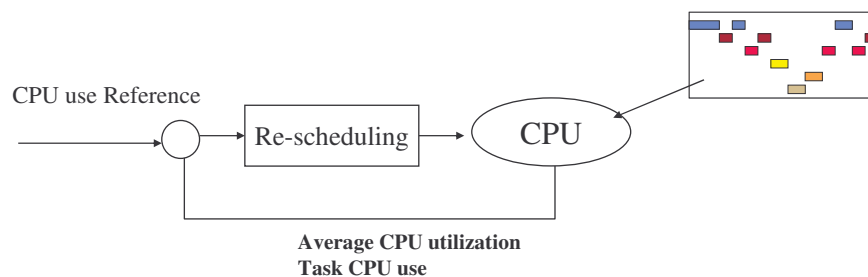 CPU use Reference
Re-scheduling
CPU
Average CPU utilization
Task CPU use